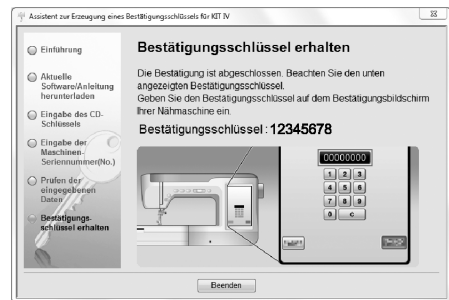 Assistent zur Erzeugung eines Bestätigungsschlüssels für KIT IV
Einführung
Aktuelle
Software/Anleitung
herunterladen
Eingabe des CD-
Schlüssels
Eingabe der
Maschinen-
Seriennummer(No.)
Prufen der
eingegebenen
Daten
Bestätigungs-
schlüssel erhalten
Bestätigungsschlüssel erhalten
Die Bestätigung ist abgeschlossen. Beachten Sie den unten
angezeigten Bestätigungsschlüssel.
Geben Sie den Bestätigungsschlüssel auf dem Bestätigungsbildschirm
Ihrer Nähmaschine ein.
Bestätigungsschlüssel : 12345678
00000000
1 2 3
4 5 6
7 8 9
0 C
Beenden